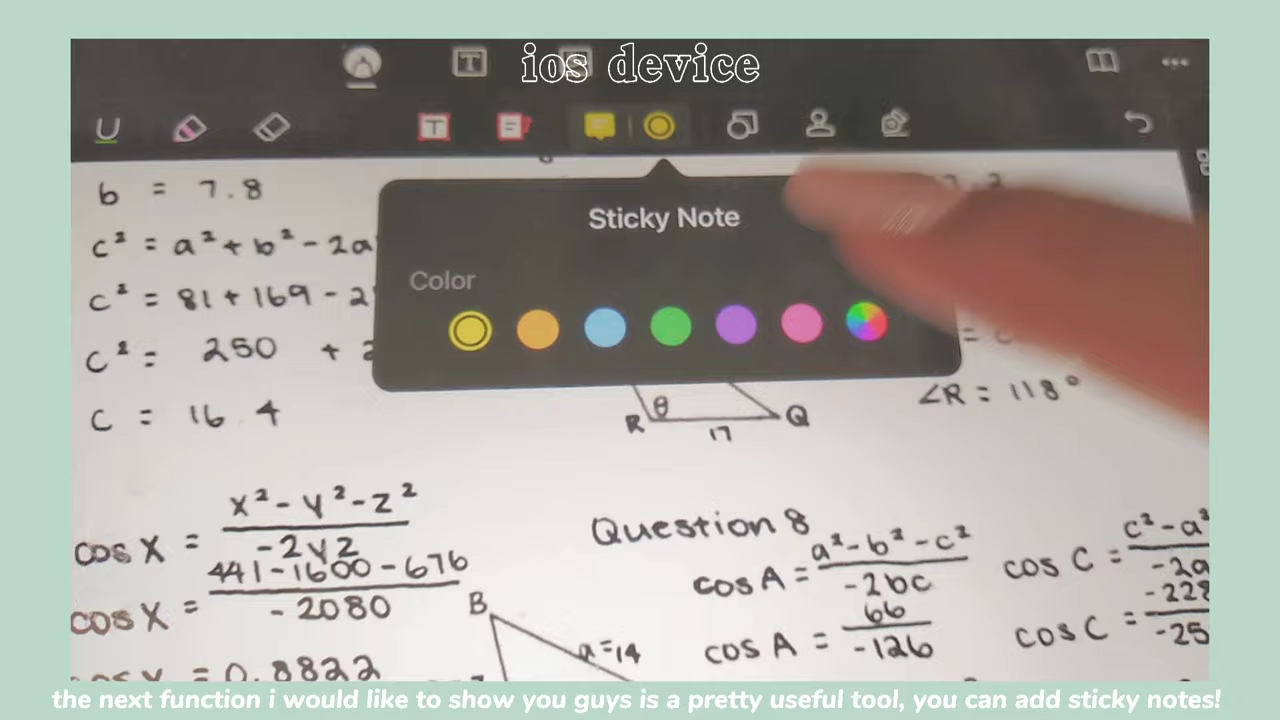 ios device
U T
T
Sticky Note
Color
b = 7.8
c² = a² + b² - 2a
c² = 81 + 169 - 2
c² = 250 + 2
c = 16.4
R θ Q
17
∠R = 118°
cos X = x² - y² - z² / -2yz
cos X = 441 - 1600 - 676 / -2080
Question 8
cos A = a² - b² - c² / -2bc
cos A = 66 / -126
cos C = c² - a² / -2a
cos C = -228 / -25
B
a = 14
the next function i would like to show you guys is a pretty useful tool, you can add sticky notes!